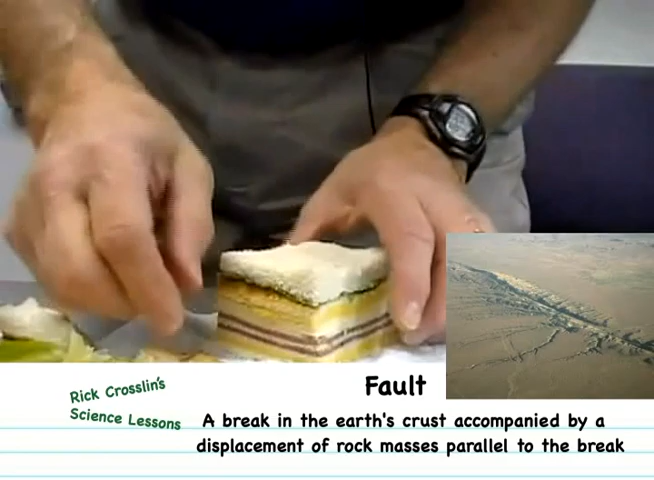 Fault
Rick Crosslin's
Science Lessons
A break in the earth's crust accompanied by a
displacement of rock masses parallel to the break